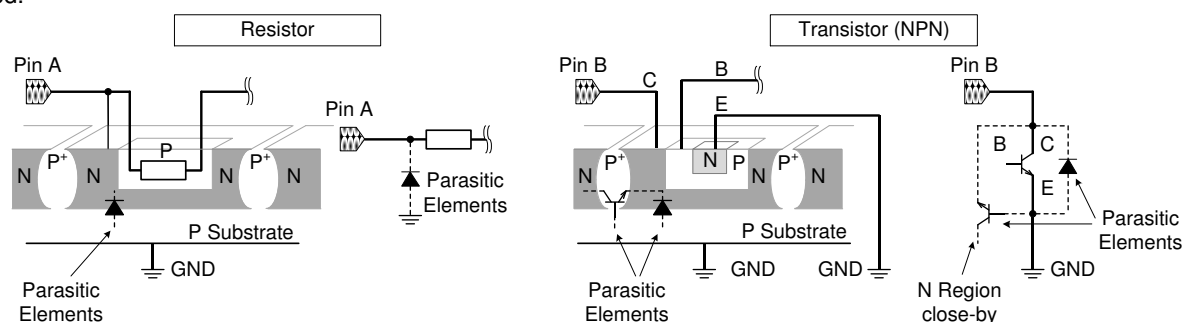 Resistor
Pin A
P
N
P+
N
N
P+
N
P Substrate
GND
Parasitic
Elements
Pin A
Parasitic
Elements
Transistor (NPN)
Pin B
C
B
E
N
P+
N
N
P
N
P+
N
P Substrate
GND
GND
Parasitic
Elements
Pin B
B
C
E
Parasitic
Elements
GND
N Region
close-by